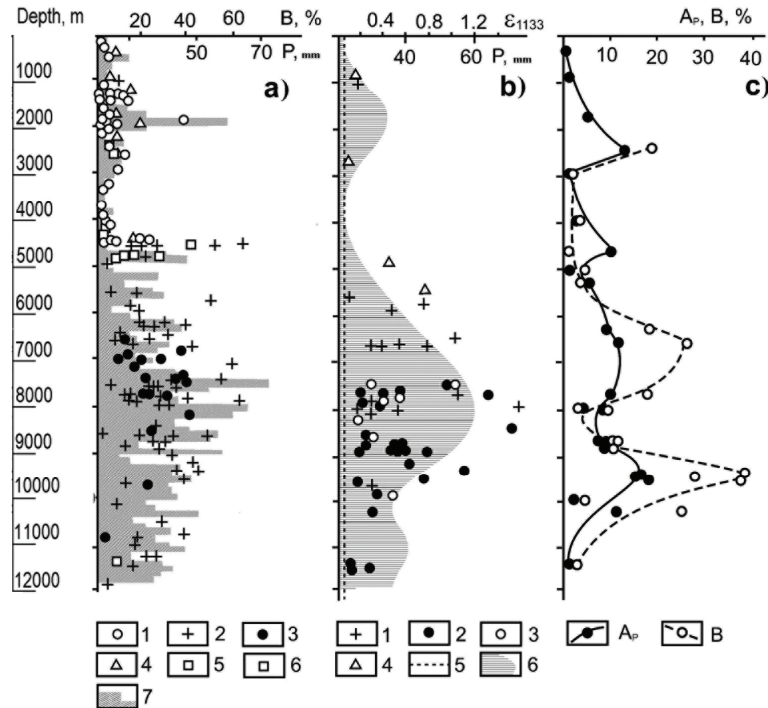 Depth, m
B, %
P, mm
20 40 60 70
ε1133
0.4 0.8 1.2
P, mm
40 60
AP, B, %
10 20 30 40
a)
b)
c)
1000
2000
3000
4000
5000
6000
7000
8000
9000
10000
11000
12000
1 2 3
4 5 6
7
1 2 3
4 5 6
AP B